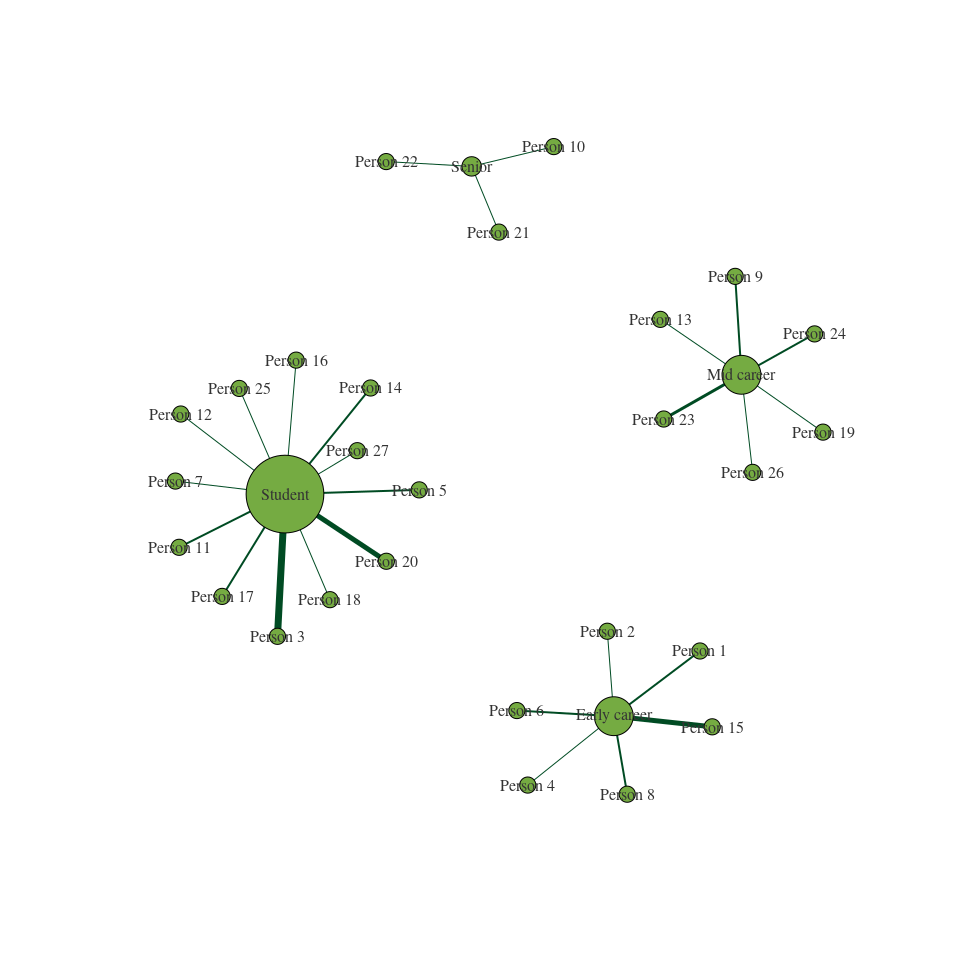 Person 10
Person 22
Senior
Person 21
Person 9
Person 13
Person 24
Mid career
Person 23
Person 19
Person 26
Person 16
Person 25
Person 14
Person 12
Person 27
Person 7
Student
Person 5
Person 11
Person 20
Person 17
Person 18
Person 3
Person 2
Person 1
Person 6
Early career
Person 15
Person 4
Person 8